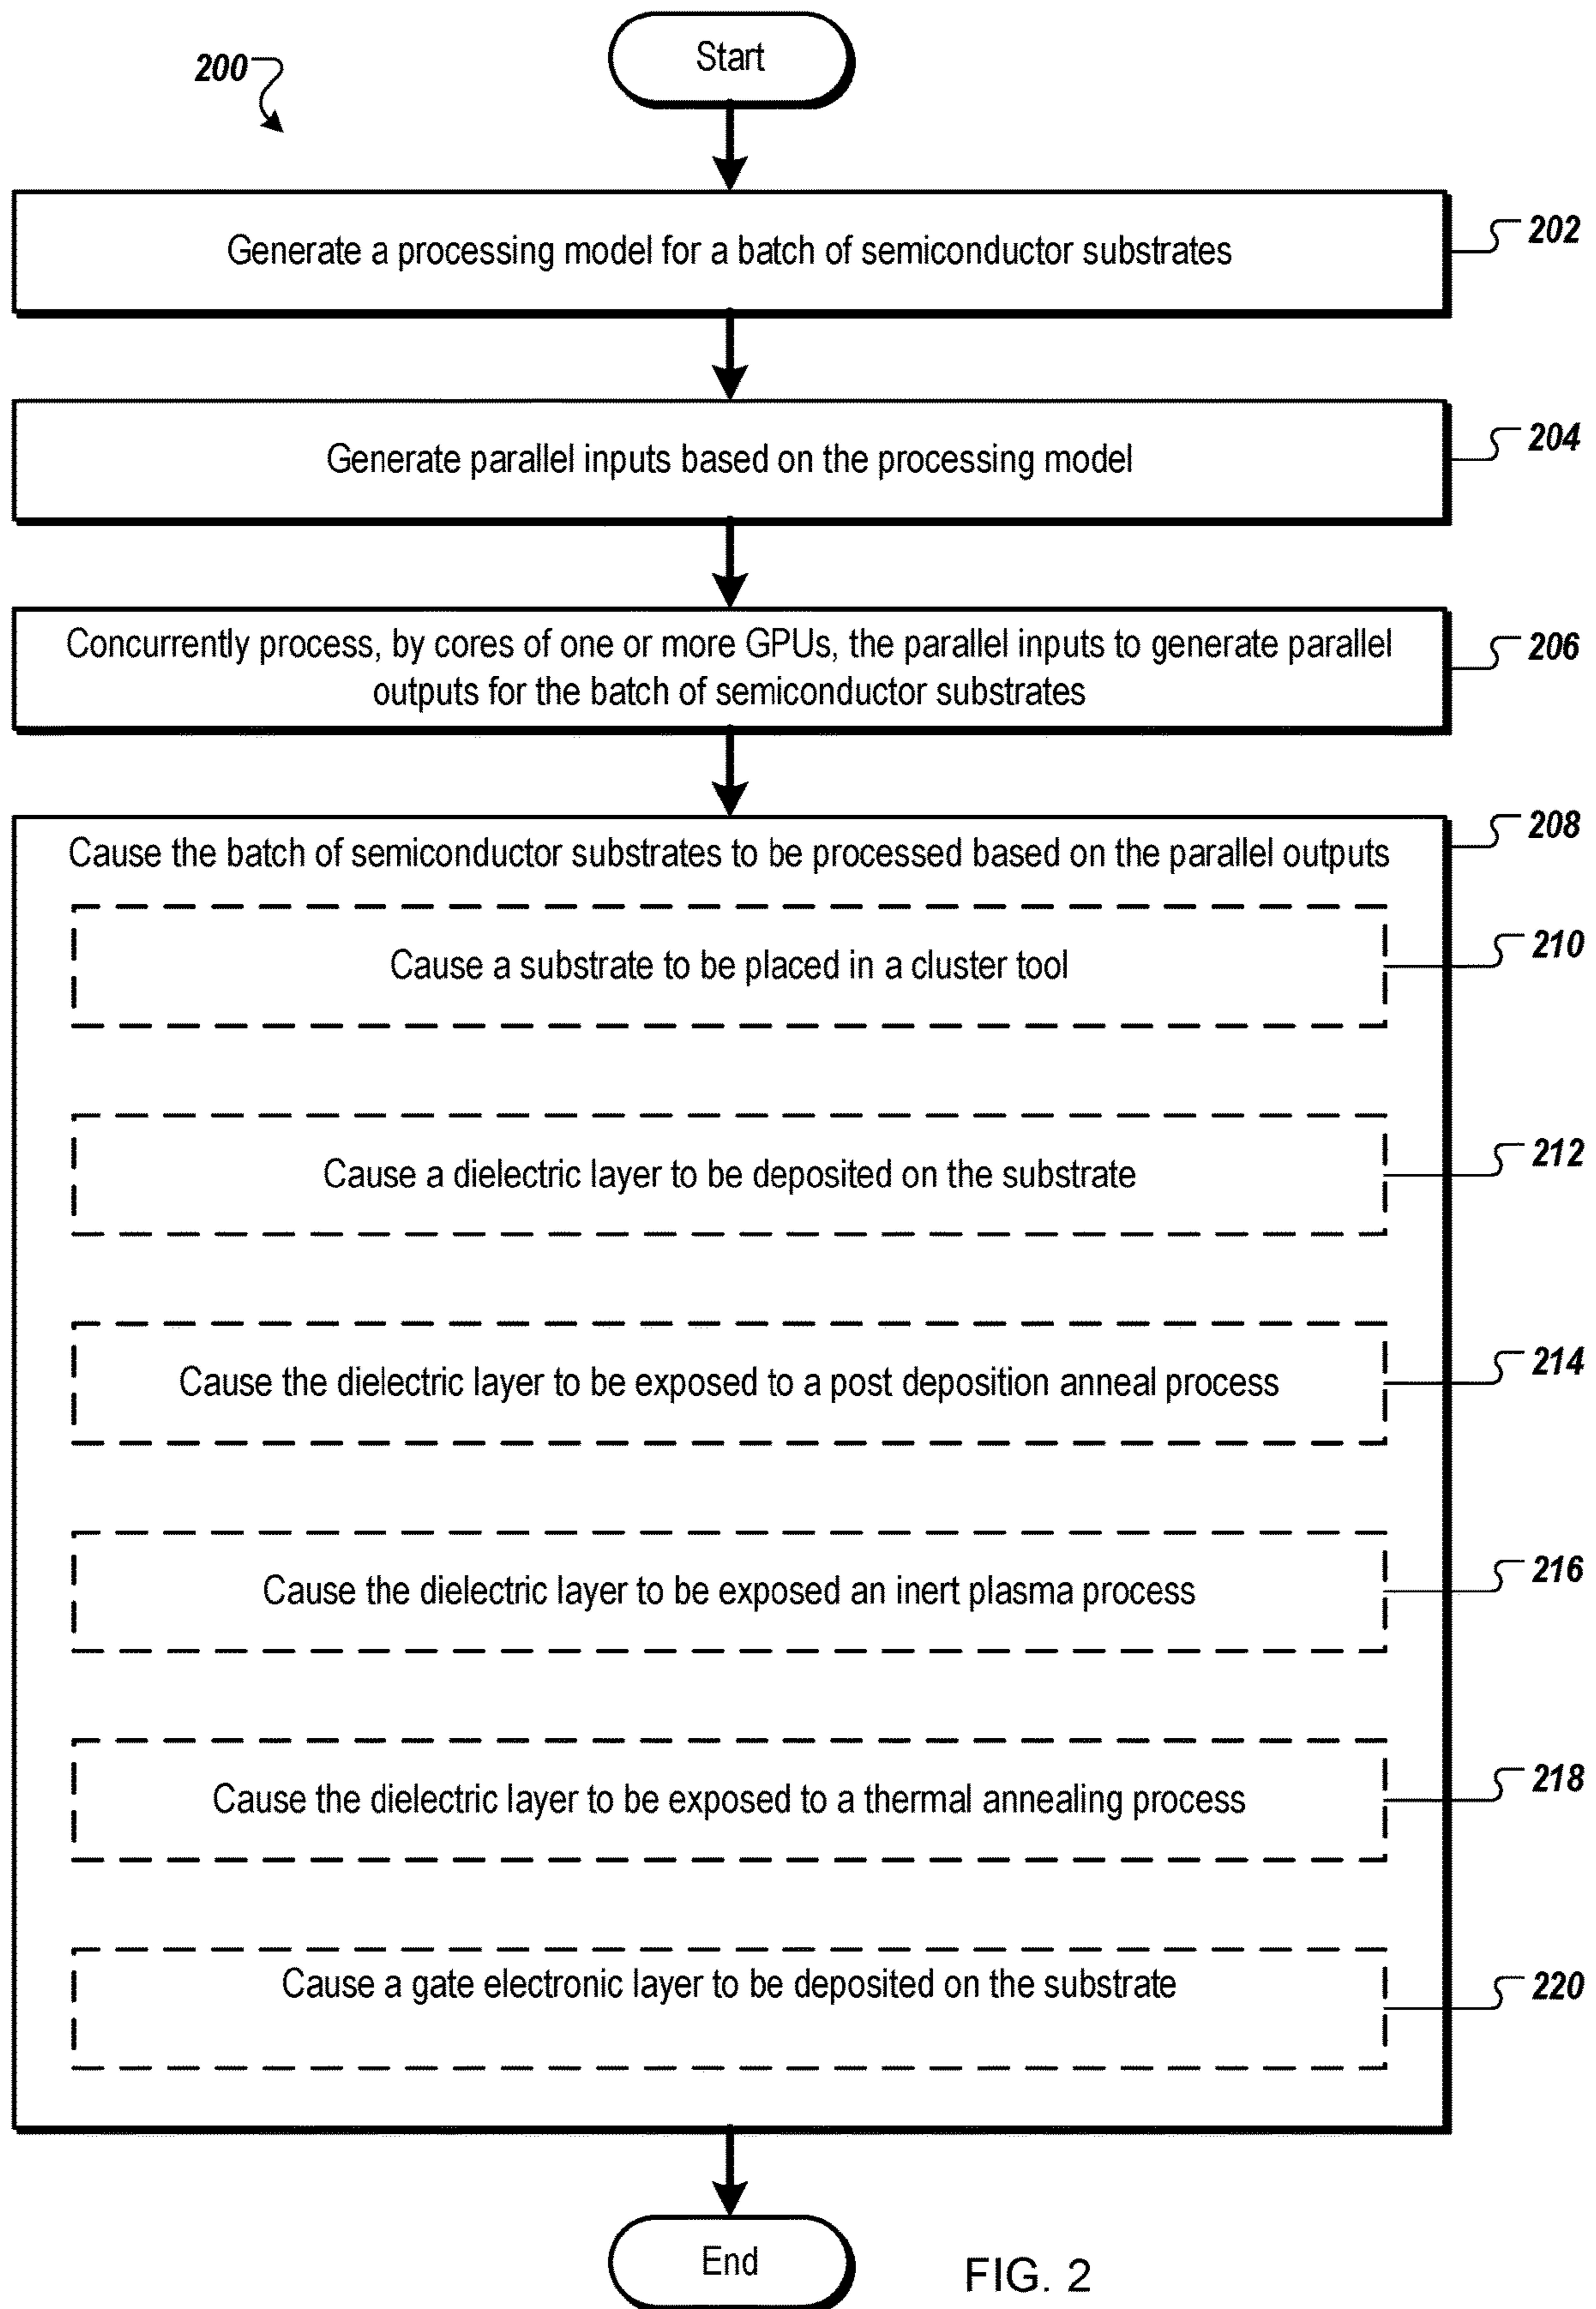 Start
200
Generate a processing model for a batch of semiconductor substrates
202
Generate parallel inputs based on the processing model
204
Concurrently process, by cores of one or more GPUs, the parallel inputs to generate parallel
outputs for the batch of semiconductor substrates
206
Cause the batch of semiconductor substrates to be processed based on the parallel outputs
208
Cause a substrate to be placed in a cluster tool
210
Cause a dielectric layer to be deposited on the substrate
212
Cause the dielectric layer to be exposed to a post deposition anneal process
214
Cause the dielectric layer to be exposed an inert plasma process
216
Cause the dielectric layer to be exposed to a thermal annealing process
218
Cause a gate electronic layer to be deposited on the substrate
220
End
FIG. 2